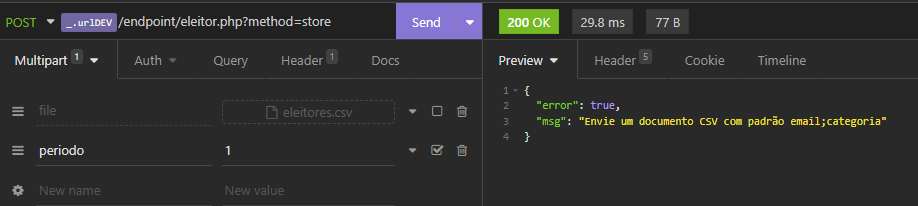 POST _.urlDEV /endpoint/eleitor.php?method=store Send 200 OK 29.8 ms 77 B
Multipart 1 Auth Query Header 1 Docs Preview Header 5 Cookie Timeline
file eleitores.csv
periodo 1
New name New value
1 {
2 "error": true,
3 "msg": "Envie um documento CSV com padrão email;categoria"
4 }